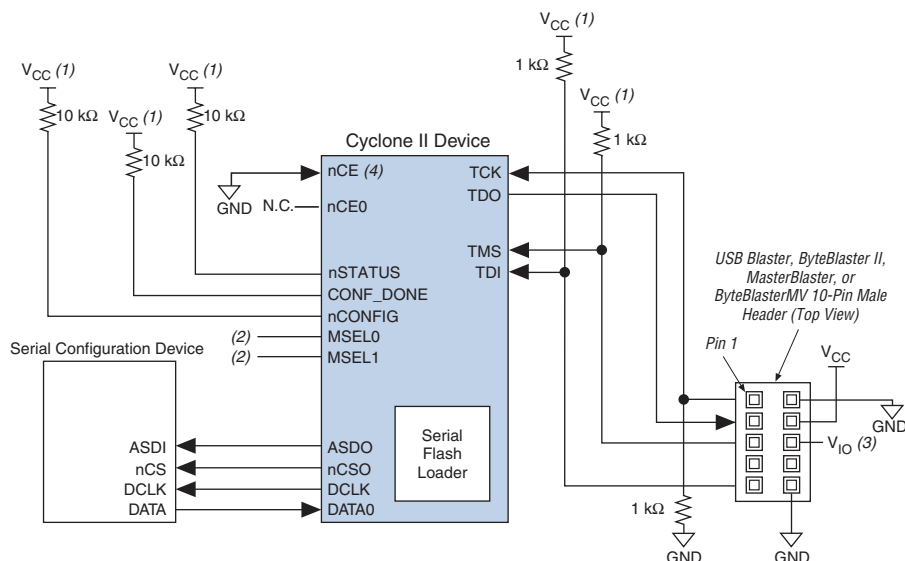 V_CC (1)
1 kΩ
V_CC (1)
V_CC (1)
V_CC (1)
10 kΩ
10 kΩ
V_CC (1)
10 kΩ
1 kΩ
Cyclone II Device
nCE (4)
GND
N.C.
nCE0
TCK
TDO
TMS
TDI
nSTATUS
CONF_DONE
nCONFIG
(2)
MSEL0
(2)
MSEL1
USB Blaster, ByteBlaster II,
MasterBlaster, or
ByteBlasterMV 10-Pin Male
Header (Top View)
Pin 1
V_CC
GND
V_IO (3)
Serial Configuration Device
ASDI
nCS
DCLK
DATA
ASDO
nCSO
DCLK
DATA0
Serial
Flash
Loader
1 kΩ
GND
GND